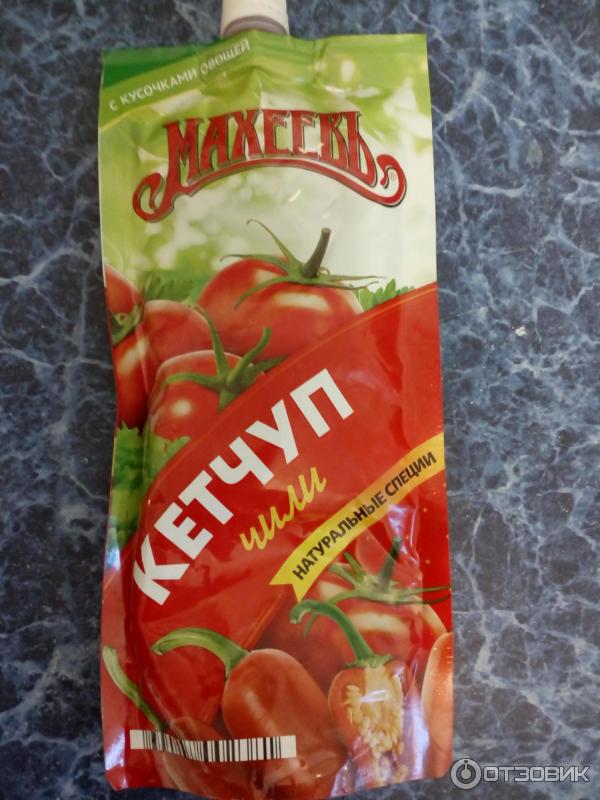 С КУСОЧКАМИ ОВОЩЕЙ
МАХЕЕВЪ
КЕТЧУП
ЧИЛИ
НАТУРАЛЬНЫЕ СПЕЦИИ
ОТЗОВИК